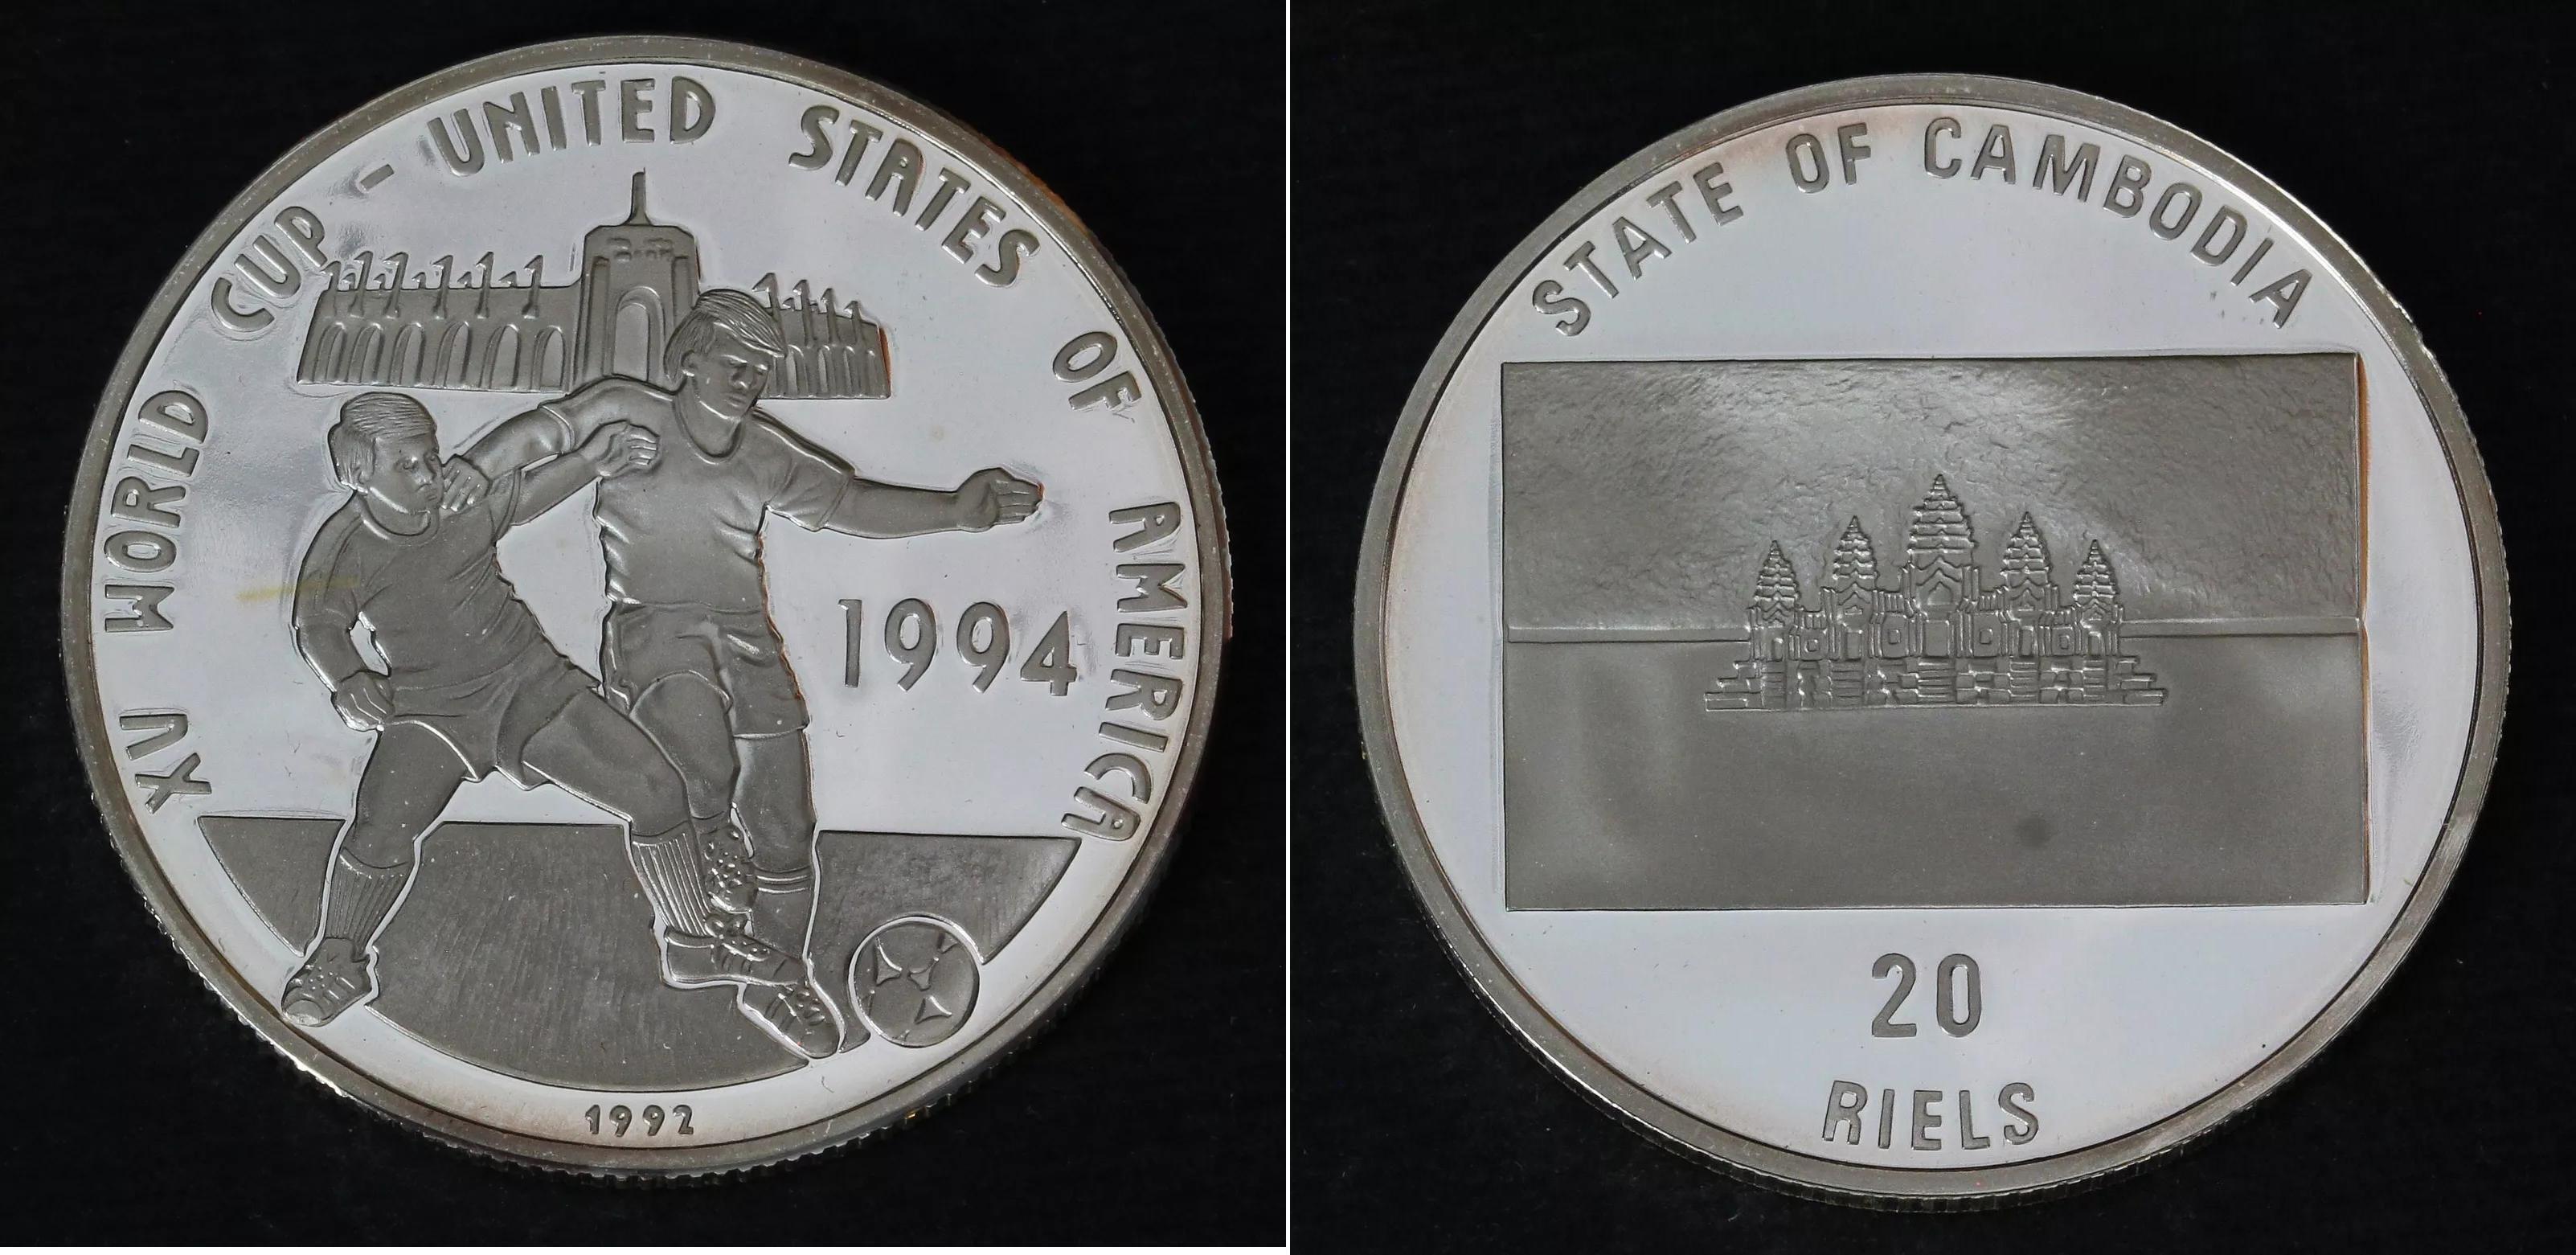 XV WORLD CUP - UNITED STATES OF AMERICA
1994
1992
STATE OF CAMBODIA
20
RIELS